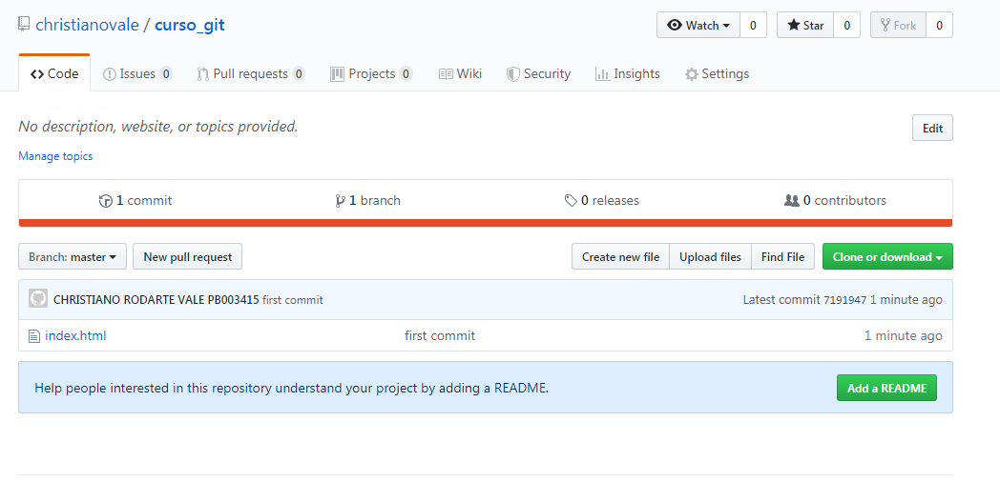 christianovale / curso_git
Watch 0 Star 0 Fork 0
Code Issues 0 Pull requests 0 Projects 0 Wiki Security Insights Settings
No description, website, or topics provided.
Edit
Manage topics
1 commit 1 branch 0 releases 0 contributors
Branch: master New pull request Create new file Upload files Find File Clone or download
CHRISTIANO RODARTE VALE PB003415 first commit Latest commit 7191947 1 minute ago
index.html first commit 1 minute ago
Help people interested in this repository understand your project by adding a README. Add a README